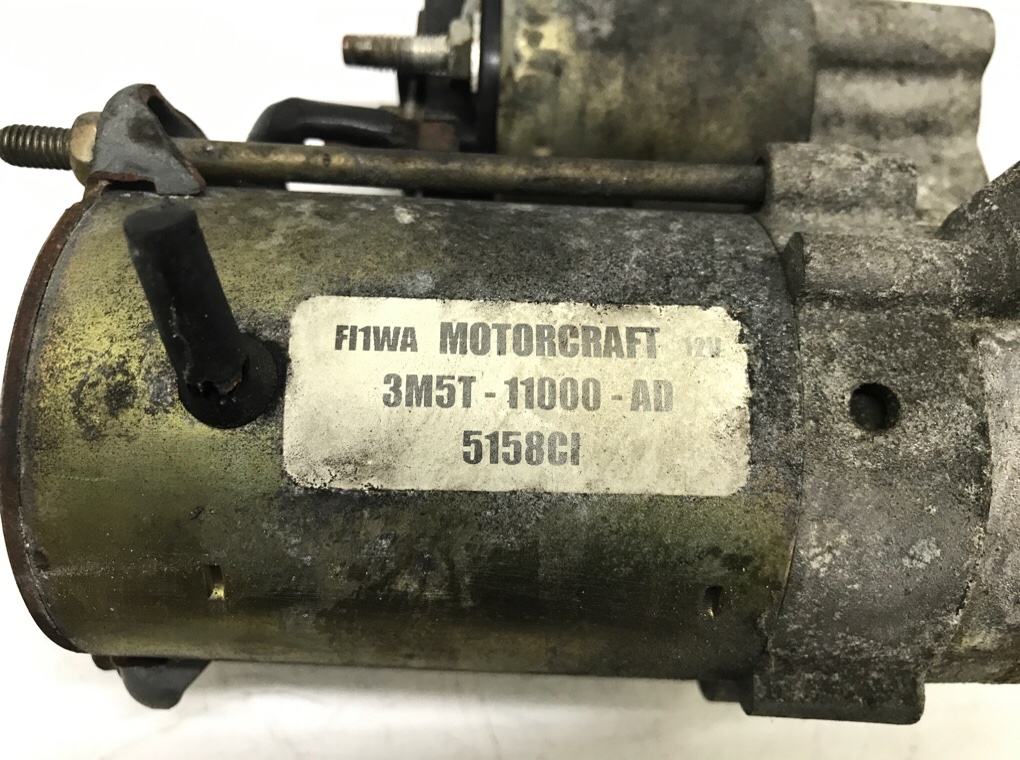 FI1WA MOTORCRAFT 12V
3M5T - 11000 - AD
5158CI